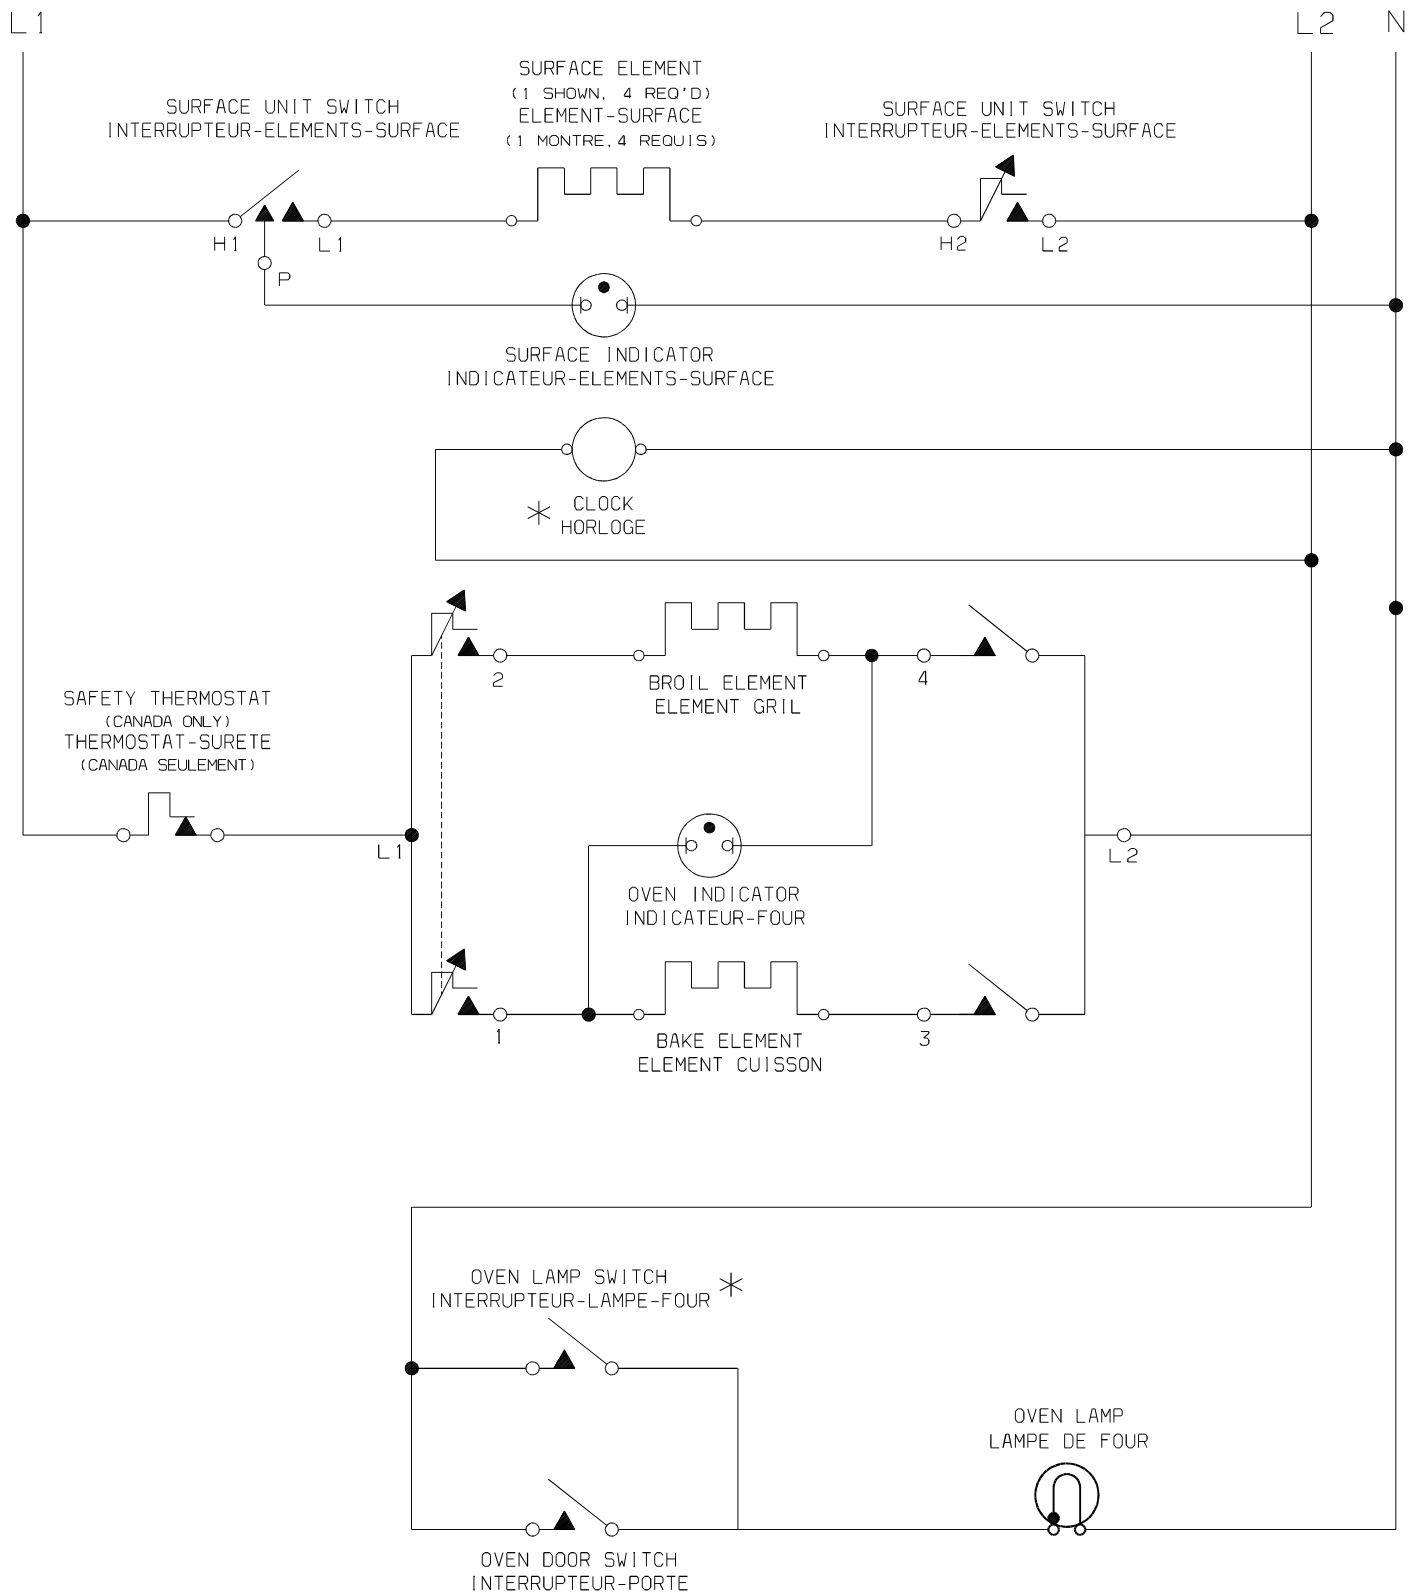 L1
L2 N
SURFACE ELEMENT
(1 SHOWN, 4 REQ'D)
ELEMENT-SURFACE
(1 MONTRE,4 REQUIS)
SURFACE UNIT SWITCH
INTERRUPTEUR-ELEMENTS-SURFACE
SURFACE UNIT SWITCH
INTERRUPTEUR-ELEMENTS-SURFACE
H1
L1
H2
L2
P
SURFACE INDICATOR
INDICATEUR-ELEMENTS-SURFACE
* CLOCK
HORLOGE
2
BROIL ELEMENT
ELEMENT GRIL
4
SAFETY THERMOSTAT
(CANADA ONLY)
THERMOSTAT-SURETE
(CANADA SEULEMENT)
L1
L2
OVEN INDICATOR
INDICATEUR-FOUR
1
BAKE ELEMENT
ELEMENT CUISSON
3
OVEN LAMP SWITCH *
INTERRUPTEUR-LAMPE-FOUR
OVEN LAMP
LAMPE DE FOUR
OVEN DOOR SWITCH
INTERRUPTEUR-PORTE